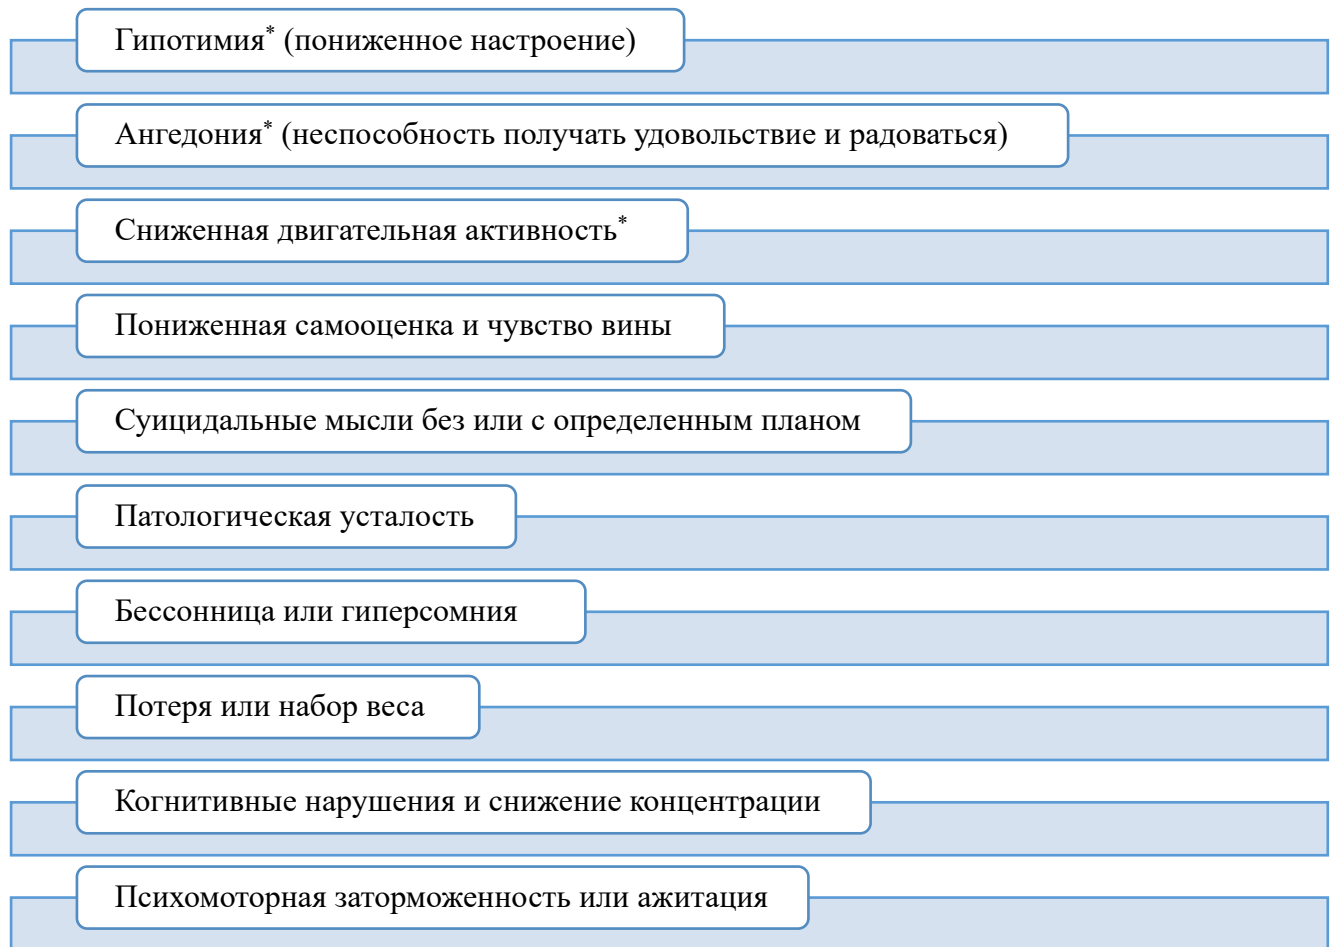 Гипотимия* (пониженное настроение)
Ангедония* (неспособность получать удовольствие и радоваться)
Сниженная двигательная активность*
Пониженная самооценка и чувство вины
Суицидальные мысли без или с определенным планом
Патологическая усталость
Бессонница или гиперсомния
Потеря или набор веса
Когнитивные нарушения и снижение концентрации
Психомоторная заторможенность или ажитация